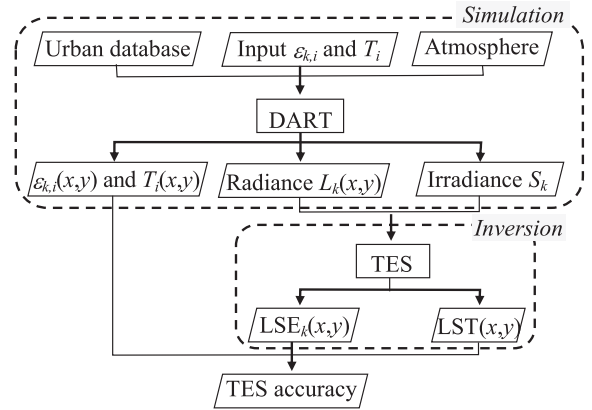 Simulation
Urban database
Input εk,i and Ti
Atmosphere
DART
εk,i(x,y) and Ti(x,y)
Radiance Lk(x,y)
Irradiance Sk
Inversion
TES
LSEk(x,y)
LST(x,y)
TES accuracy